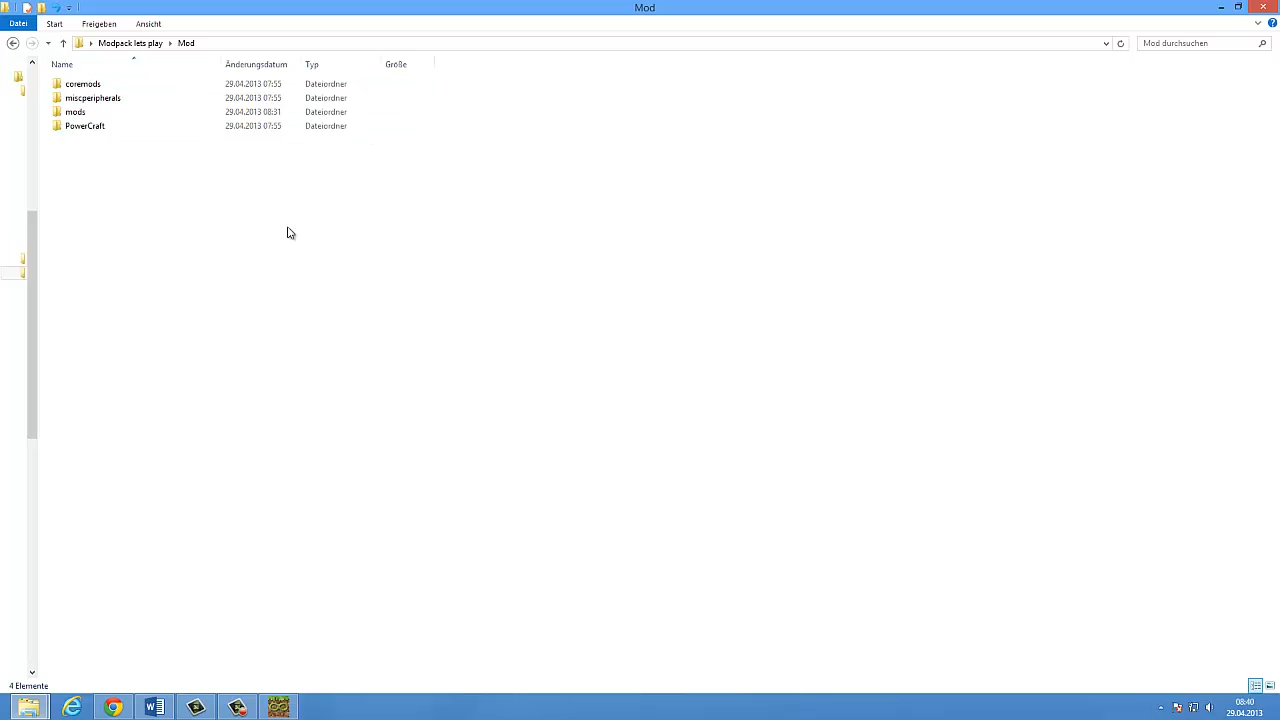 Mod
Datei Start Freigeben Ansicht
Modpack lets play Mod Mod durchsuchen
Name Änderungsdatum Typ Größe
coremods 29.04.2013 07:55 Dateiordner
miscperipherals 29.04.2013 07:55 Dateiordner
mods 29.04.2013 08:31 Dateiordner
PowerCraft 29.04.2013 07:55 Dateiordner
4 Elemente
08:40
29.04.2013